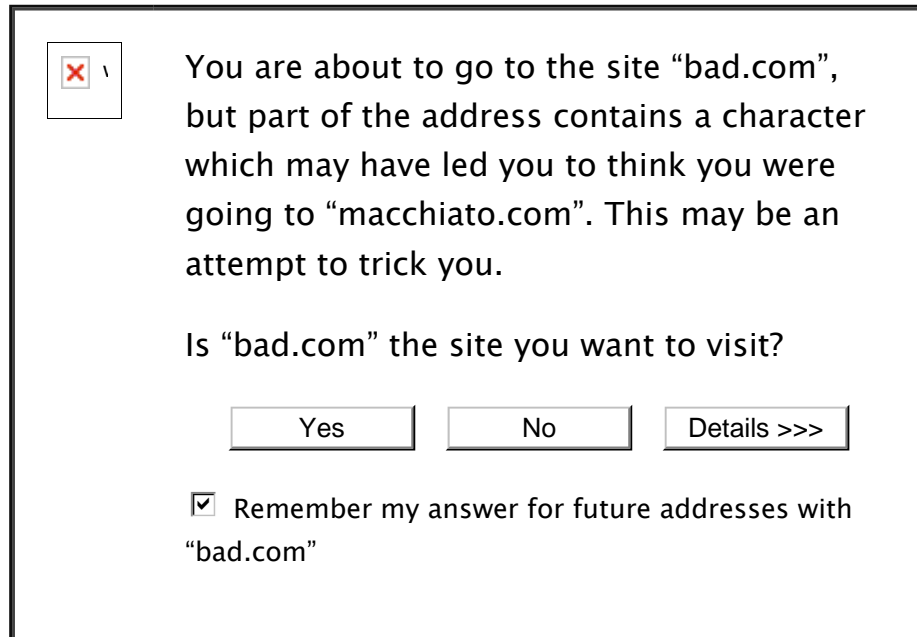 You are about to go to the site “bad.com”,
but part of the address contains a character
which may have led you to think you were
going to “macchiato.com”. This may be an
attempt to trick you.
Is “bad.com” the site you want to visit?
Yes No Details >>>
Remember my answer for future addresses with
“bad.com”